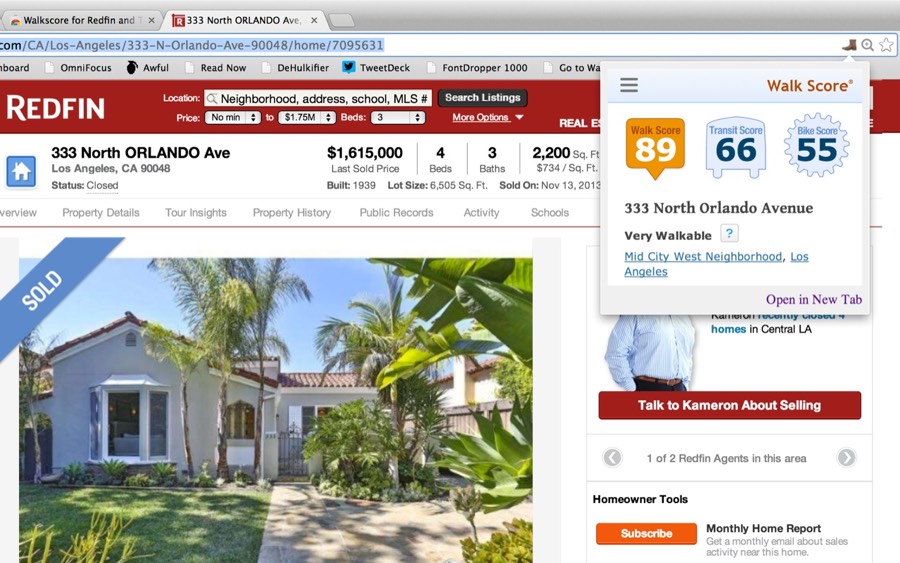 Walkscore for Redfin and T
333 North ORLANDO Ave,
com/CA/Los-Angeles/333-N-Orlando-Ave-90048/home/7095631
board OmniFocus Awful Read Now DeHulkifier TweetDeck FontDropper 1000 Go to Wa
REDFIN
Location: Neighborhood, address, school, MLS #
Search Listings
Price: No min to $1.75M Beds: 3 More Options
REAL ES
333 North ORLANDO Ave
Los Angeles, CA 90048
Status: Closed
$1,615,000
Last Sold Price
4
Beds
3
Baths
2,200 Sq. Ft
$734 / Sq. Ft
Built: 1939 Lot Size: 6,505 Sq. Ft. Sold On: Nov 13, 2013
verview Property Details Tour Insights Property History Public Records Activity Schools
SOLD
Walk Score®
Walk Score
89
Transit Score
66
Bike Score
55
333 North Orlando Avenue
Very Walkable ?
Mid City West Neighborhood, Los
Angeles
Open in New Tab
Kameron recently closed 4
homes in Central LA
Talk to Kameron About Selling
1 of 2 Redfin Agents in this area
Homeowner Tools
Subscribe
Monthly Home Report
Get a monthly email about sales
activity near this home.